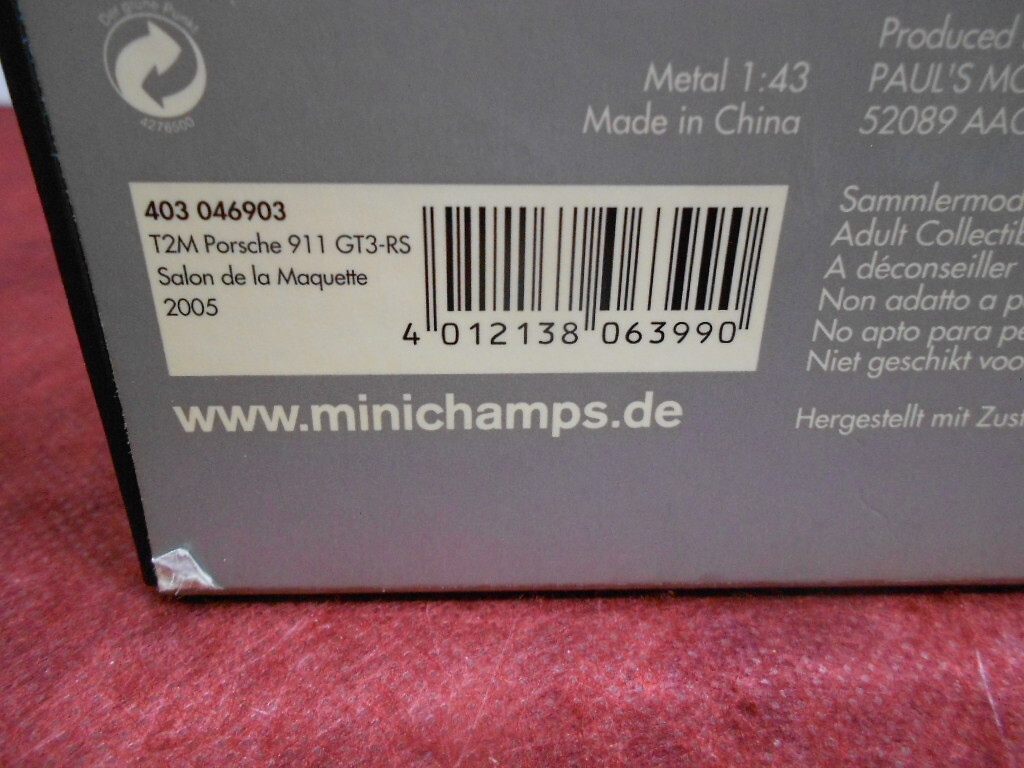 Der grüne Punkt
4276500
Metal 1:43
Made in China
Produced
PAUL'S MO
52089 AAC
403 046903
T2M Porsche 911 GT3-RS
Salon de la Maquette
2005
4 012138 063990
www.minichamps.de
Sammlermod
Adult Collectib
A déconseiller
Non adatto a p
No apto para pe
Niet geschikt voo
Hergestellt mit Zust